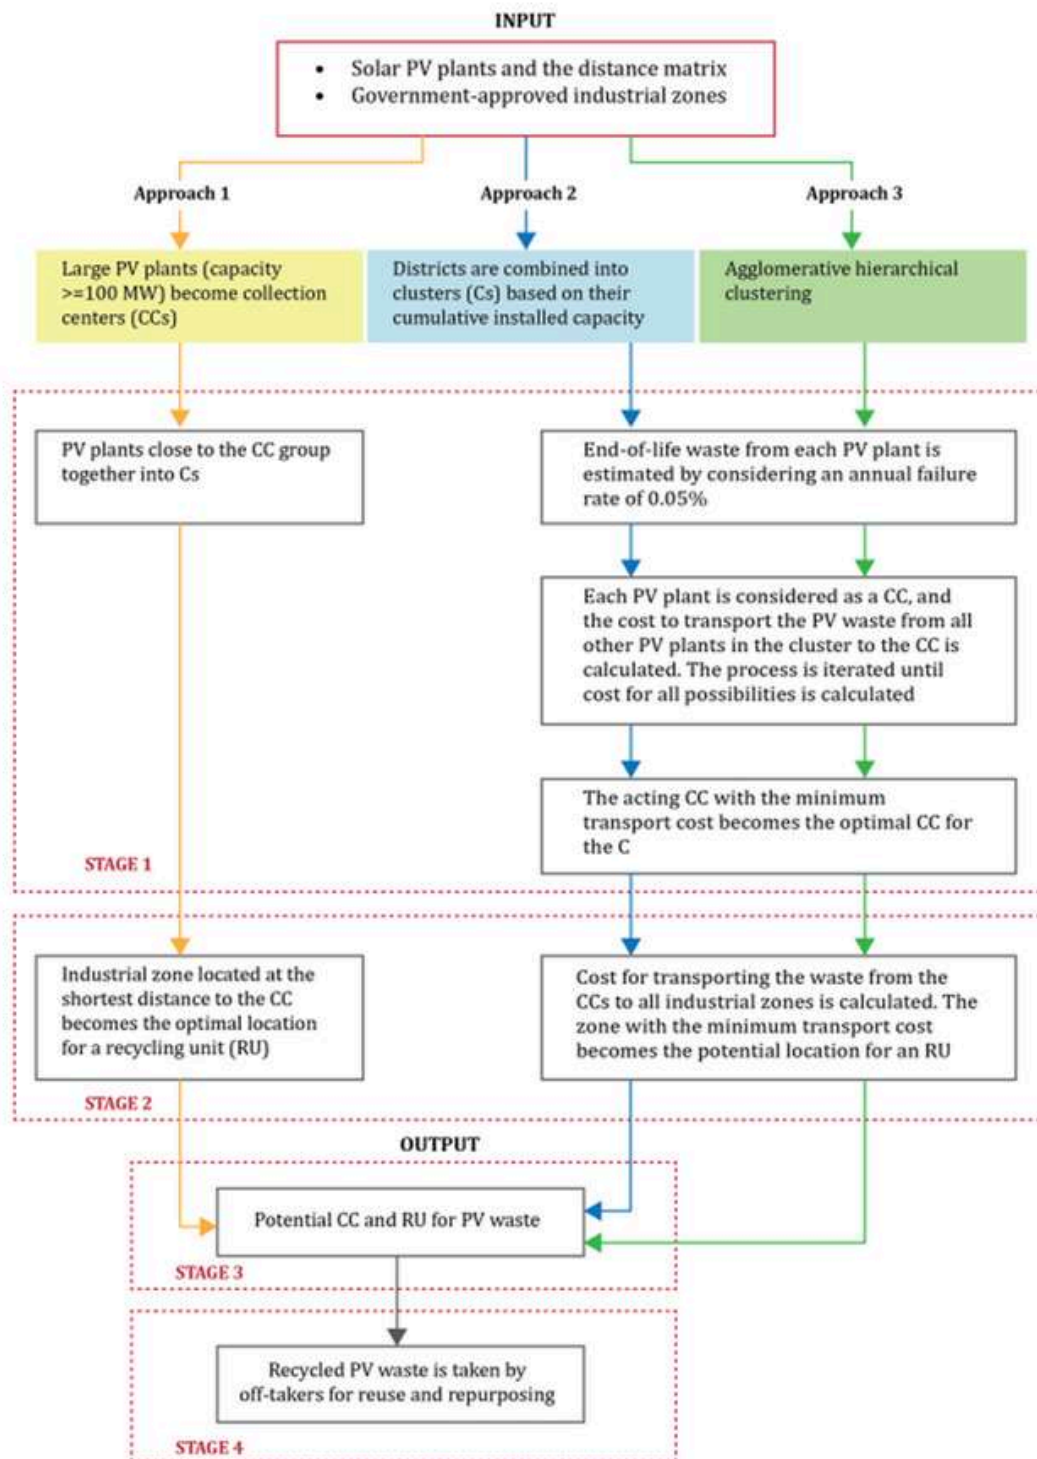 INPUT
• Solar PV plants and the distance matrix
• Government-approved industrial zones
Approach 1
Approach 2
Approach 3
Large PV plants (capacity
>=100 MW) become collection
centers (CCs)
Districts are combined into
clusters (Cs) based on their
cumulative installed capacity
Agglomerative hierarchical
clustering
PV plants close to the CC group
together into Cs
End-of-life waste from each PV plant is
estimated by considering an annual failure
rate of 0.05%
Each PV plant is considered as a CC, and
the cost to transport the PV waste from all
other PV plants in the cluster to the CC is
calculated. The process is iterated until
cost for all possibilities is calculated
The acting CC with the minimum
transport cost becomes the optimal CC for
the C
STAGE 1
Industrial zone located at the
shortest distance to the CC
becomes the optimal location
for a recycling unit (RU)
Cost for transporting the waste from the
CCs to all industrial zones is calculated. The
zone with the minimum transport cost
becomes the potential location for an RU
STAGE 2
OUTPUT
Potential CC and RU for PV waste
STAGE 3
Recycled PV waste is taken by
off-takers for reuse and repurposing
STAGE 4